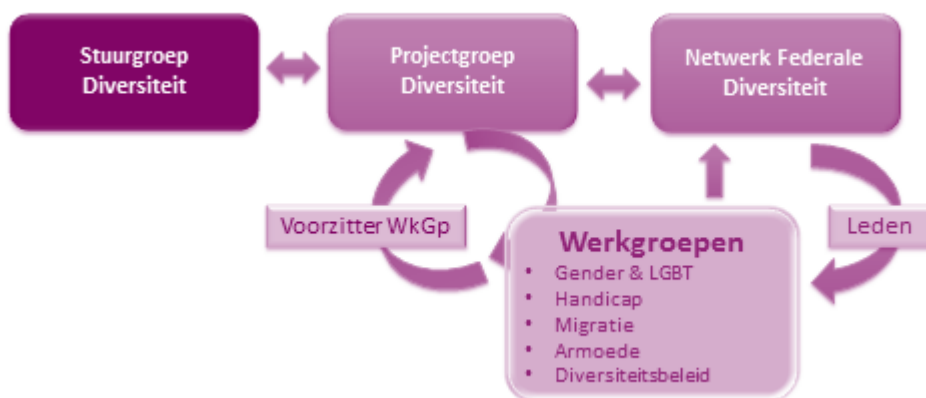 Stuurgroep
Diversiteit
Projectgroep
Diversiteit
Netwerk Federale
Diversiteit
Voorzitter WkGp
Leden
Werkgroepen
• Gender & LGBT
• Handicap
• Migratie
• Armoede
• Diversiteitsbeleid